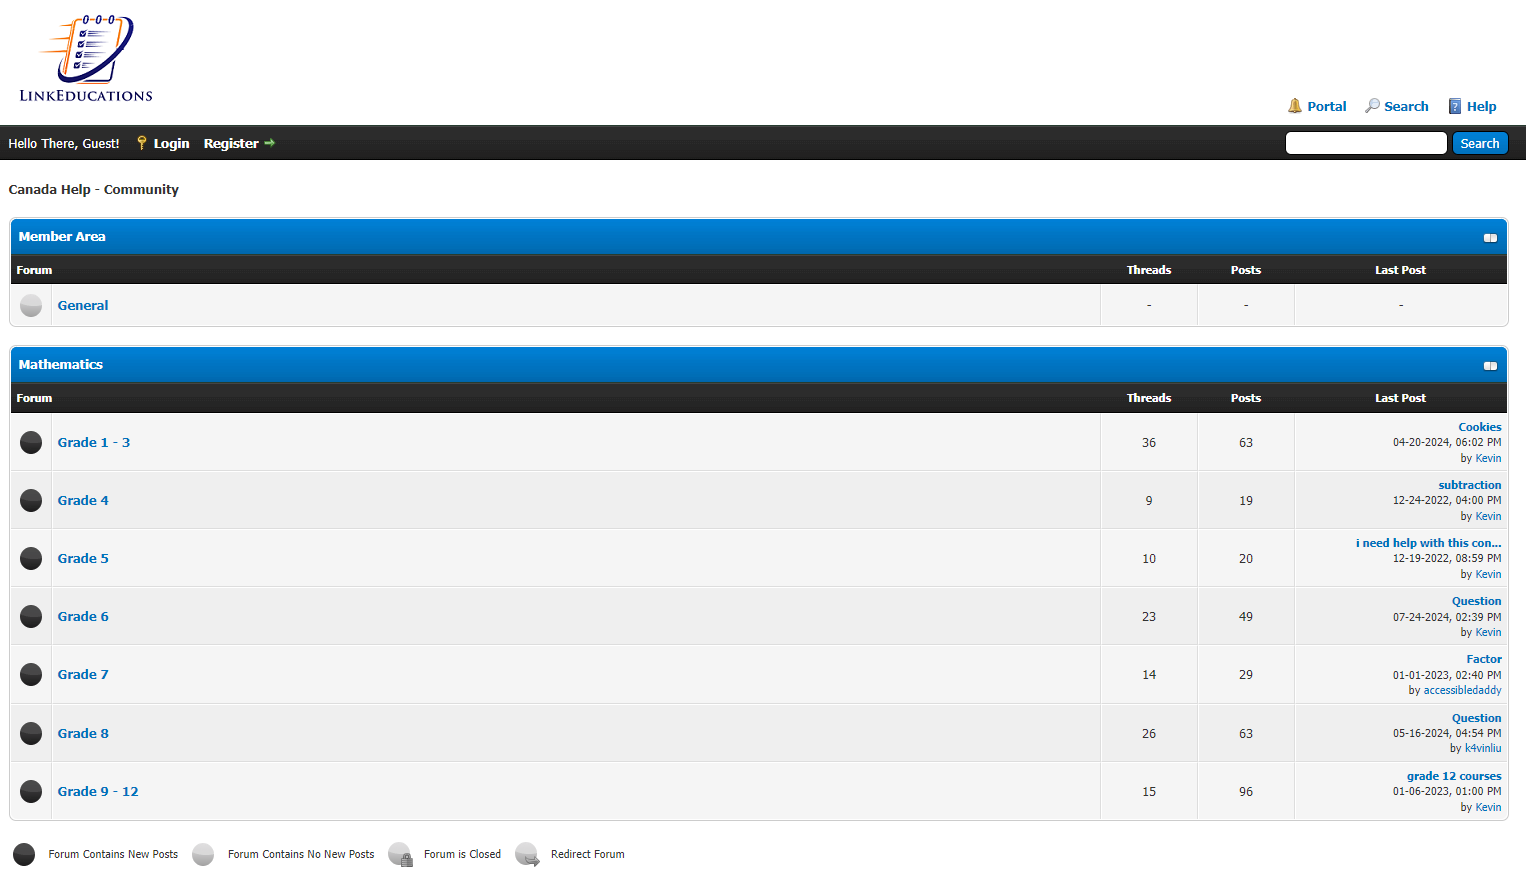 LINKEDUCATIONS
Portal Search Help
Hello There, Guest! Login Register Search
Canada Help - Community
Member Area
Forum Threads Posts Last Post
General - - -
Mathematics
Forum Threads Posts Last Post
Grade 1 - 3 36 63 Cookies
04-20-2024, 06:02 PM
by Kevin
Grade 4 9 19 subtraction
12-24-2022, 04:00 PM
by Kevin
Grade 5 10 20 i need help with this con...
12-19-2022, 08:59 PM
by Kevin
Grade 6 23 49 Question
07-24-2024, 02:39 PM
by Kevin
Grade 7 14 29 Factor
01-01-2023, 02:40 PM
by accessibledaddy
Grade 8 26 63 Question
05-16-2024, 04:54 PM
by k4vinliu
Grade 9 - 12 15 96 grade 12 courses
01-06-2023, 01:00 PM
by Kevin
Forum Contains New Posts Forum Contains No New Posts Forum is Closed Redirect Forum